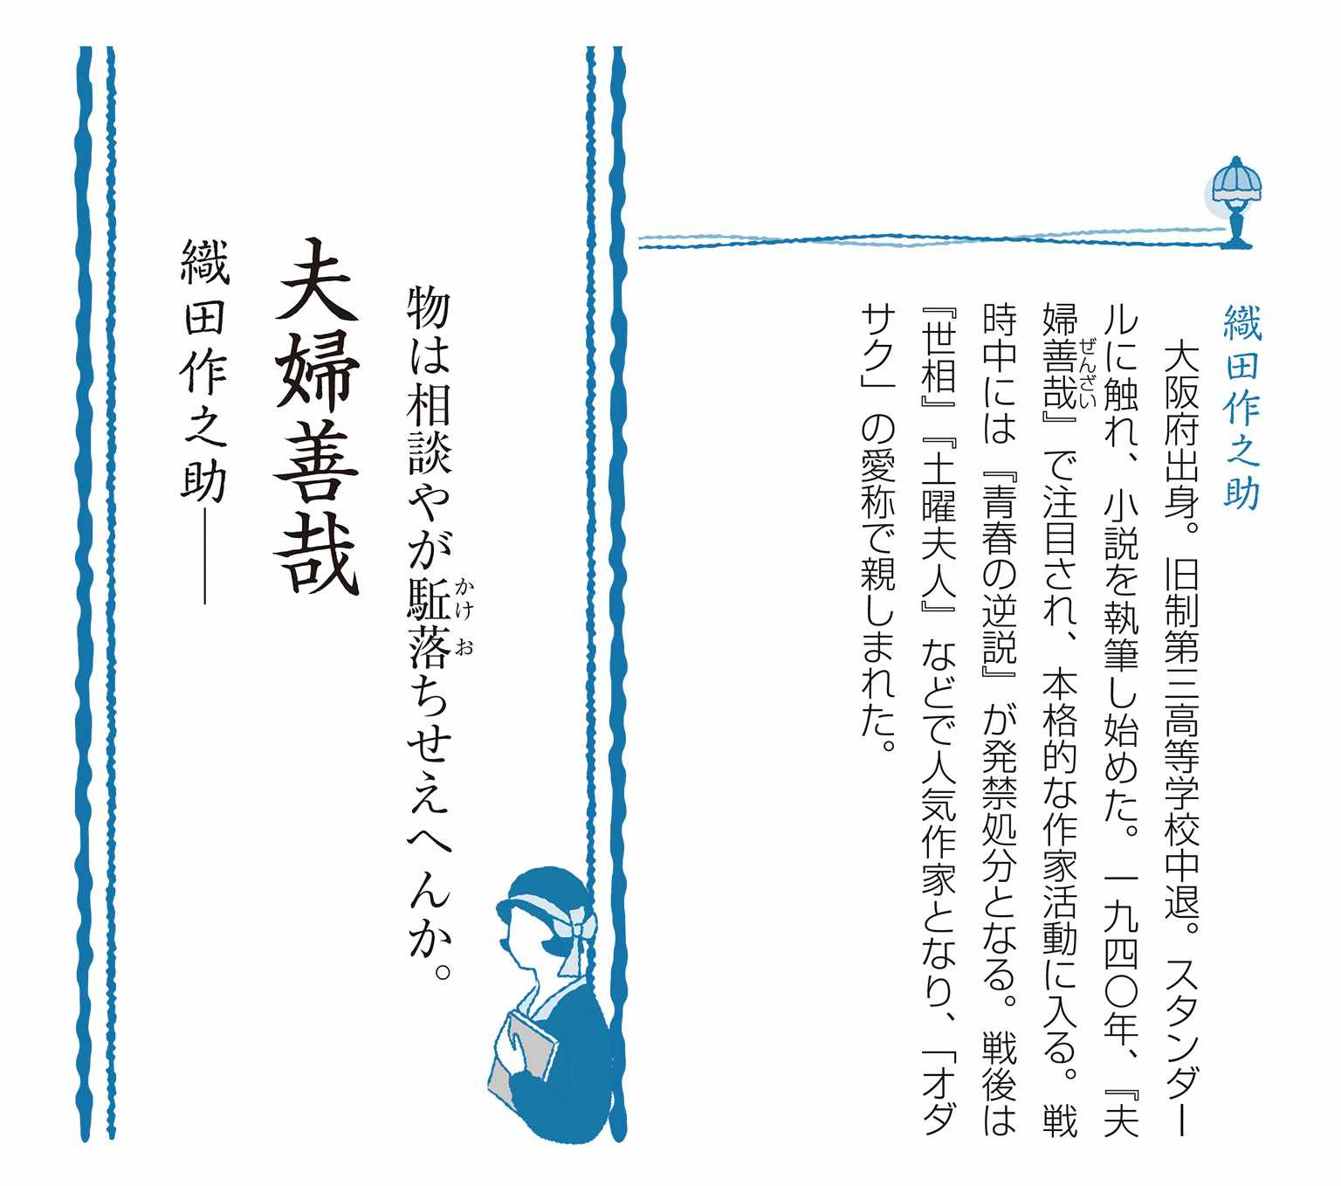 織田作之助
大阪府出身。旧制第三高等学校中退。スタンダー
ルに触れ、小説を執筆し始めた。一九四〇年、『夫
婦善哉』で注目され、本格的な作家活動に入る。戦
ぜんざい
時中には『青春の逆説』が発禁処分となる。戦後は
『世相』『土曜夫人』などで人気作家となり、「オダ
サク」の愛称で親しまれた。
物は相談やが駈落ちせえへんか。
かけ お
夫婦善哉
織田作之助――